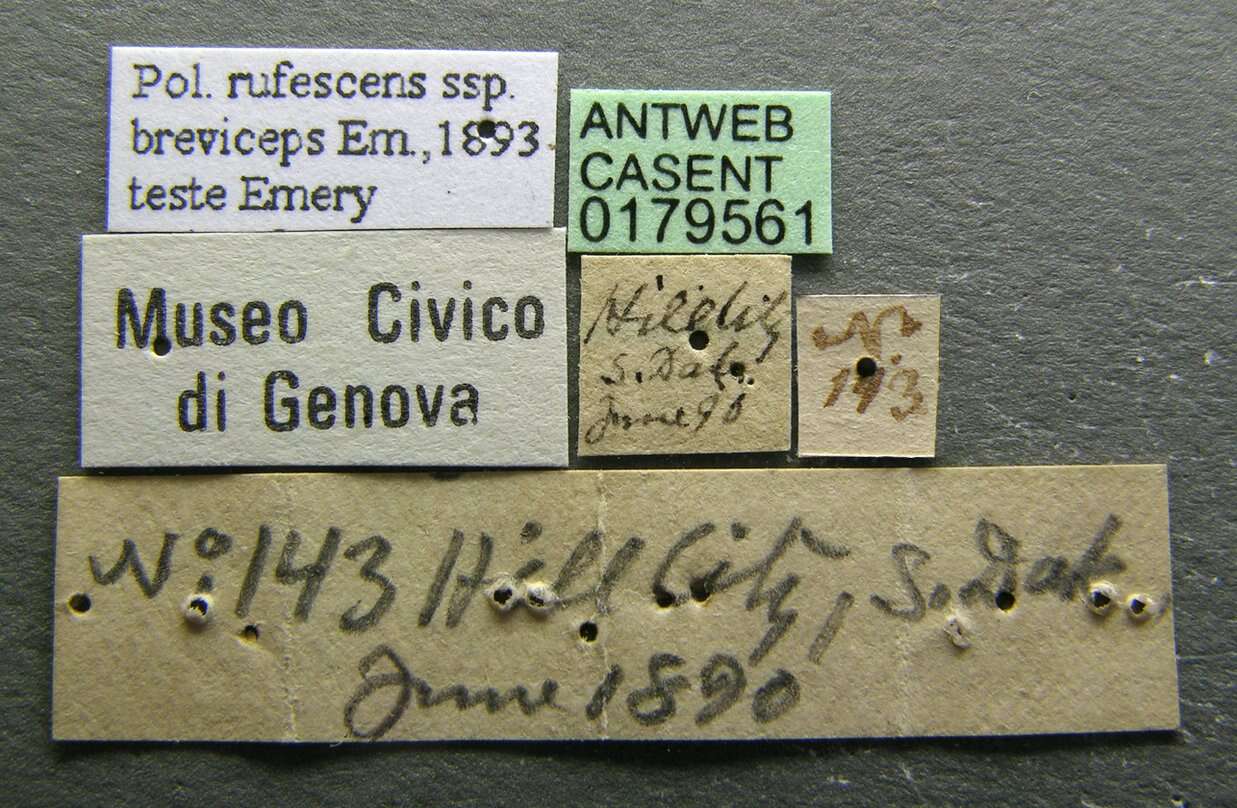 Pol. rufescens ssp.
breviceps Em., 1893
teste Emery
ANTWEB
CASENT
0179561
Museo Civico
di Genova
Hill City
S. Dak.
June 90
No
143
No. 143 Hill City, So. Dak.
June 1890